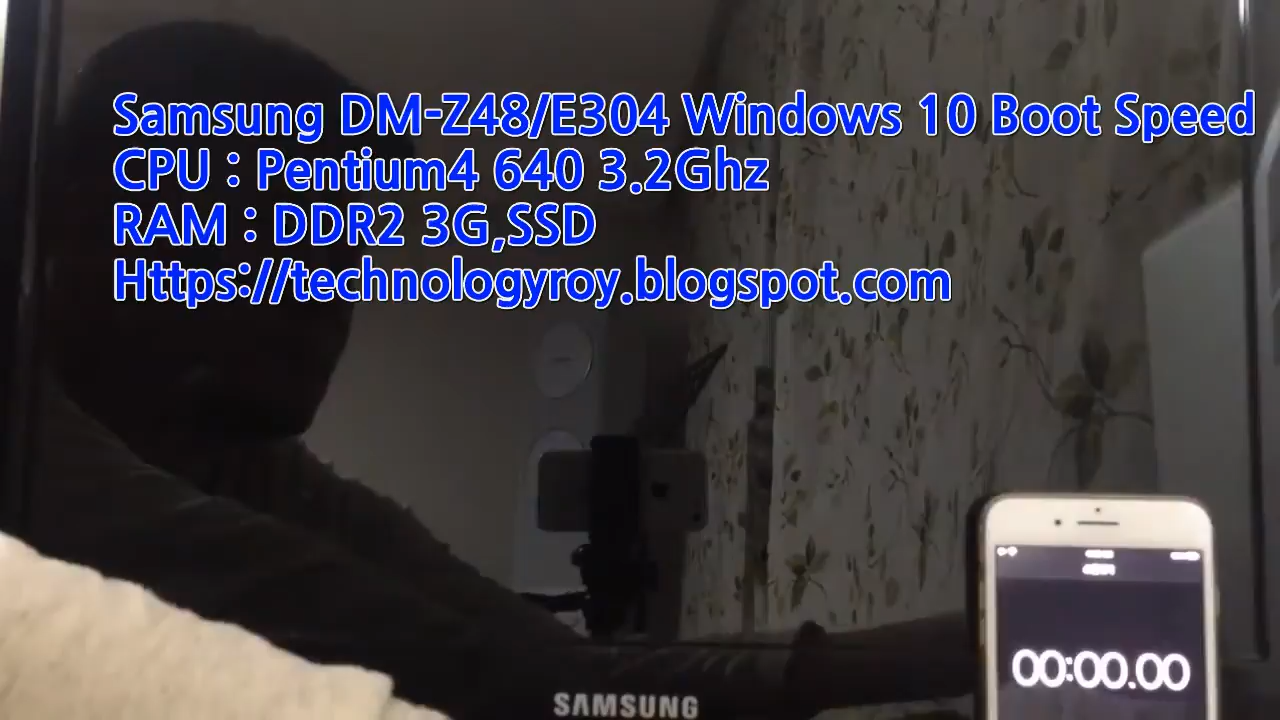 Samsung DM-Z48/E304 Windows 10 Boot Speed
CPU : Pentium4 640 3.2Ghz
RAM : DDR2 3G,SSD
Https://technologyroy.blogspot.com
00:00.00
SAMSUNG